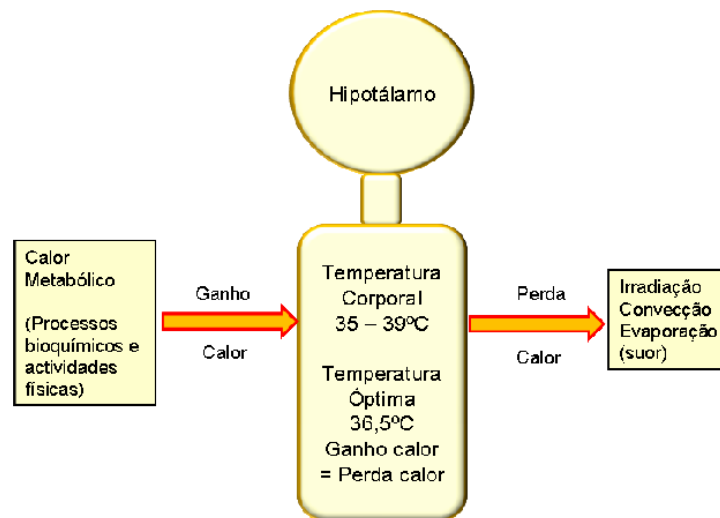 Hipotálamo
Calor
Metabólico
(Processos
bioquímicos e
actividades
físicas)
Ganho
Calor
Temperatura
Corporal
35 – 39ºC
Temperatura
Óptima
36,5ºC
Ganho calor
= Perda calor
Perda
Calor
Irradiação
Convecção
Evaporação
(suor)